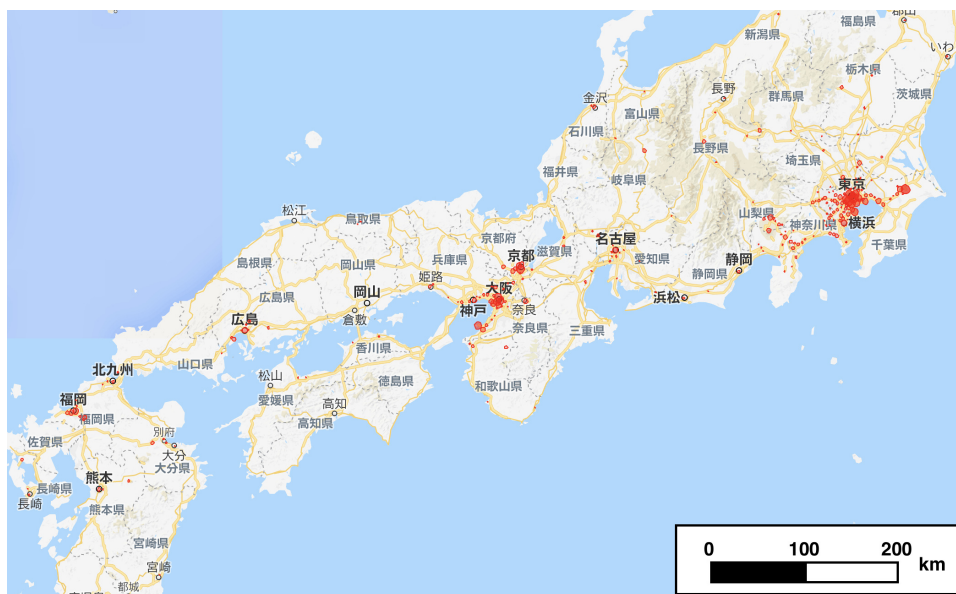 郡山
福島県
新潟県
いわ
栃木県
茨城県
長野
群馬県
金沢
富山県
石川県
長野県
埼玉県
福井県
岐阜県
東京
山梨県
神奈川県
横浜
千葉県
松江
鳥取県
京都府
滋賀県
名古屋
愛知県
静岡
静岡県
浜松
島根県
岡山県
兵庫県
京都
姫路
大阪
神戸
奈良
奈良県
三重県
広島県
岡山
倉敷
広島
香川県
山口県
北九州
松山
徳島県
愛媛県
高知
高知県
和歌山県
福岡
福岡県
佐賀県
別府
大分
大分県
熊本
長崎県
長崎
熊本県
宮崎県
宮崎
都城
0 100 200
km